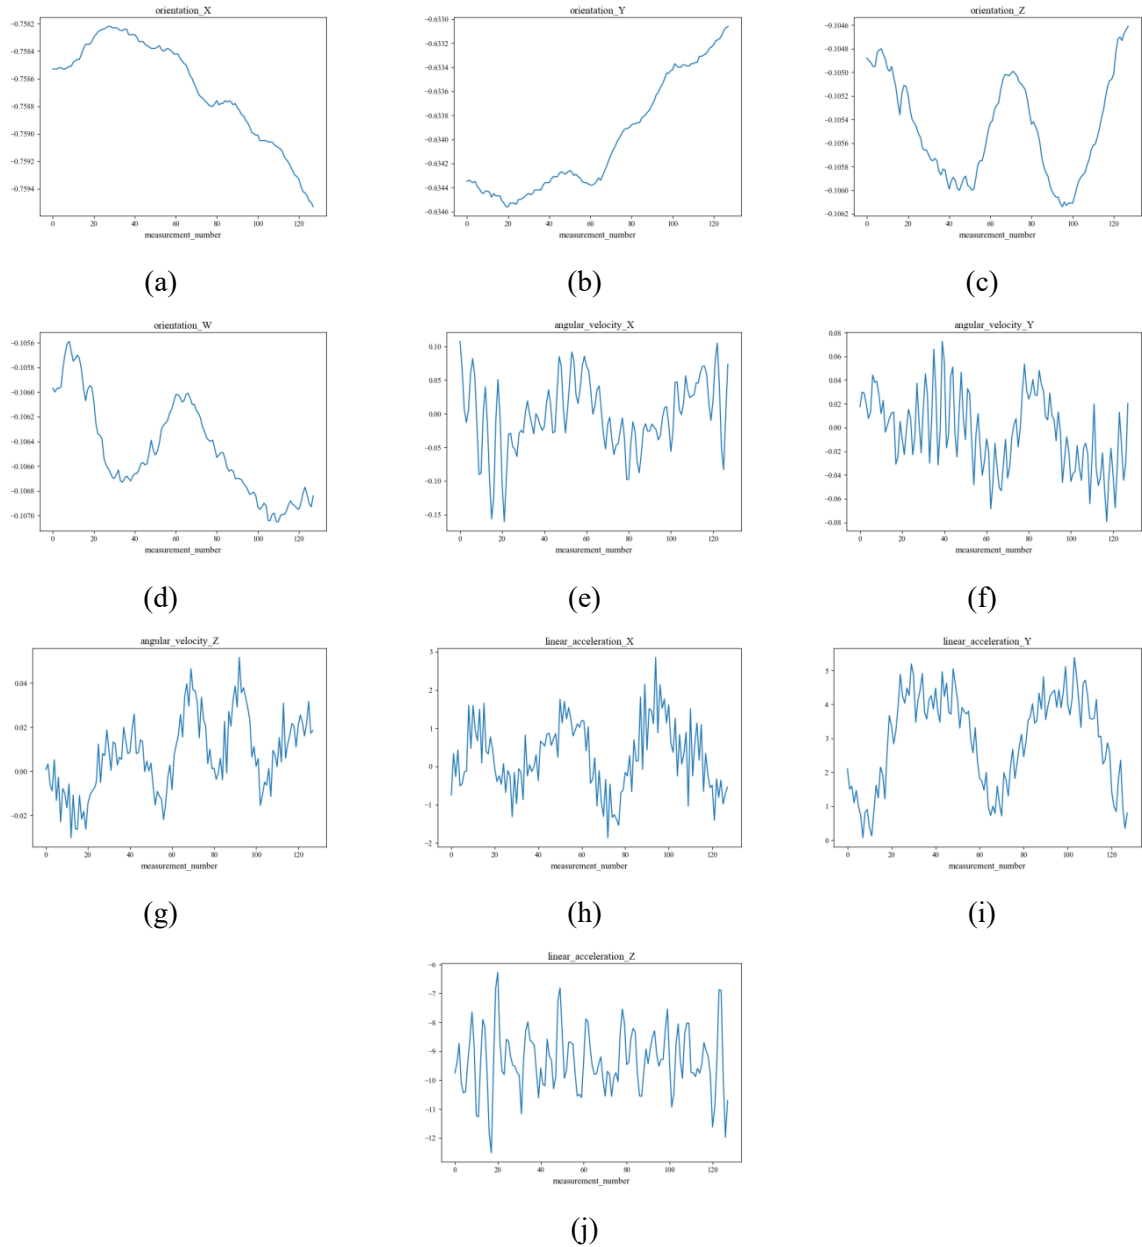 orientation_X
−0.7582
−0.7584
−0.7586
−0.7588
−0.7590
−0.7592
−0.7594
0 20 40 60 80 100 120
measurement_number
(a)
orientation_Y
−0.6330
−0.6332
−0.6334
−0.6336
−0.6338
−0.6340
−0.6342
−0.6344
−0.6346
0 20 40 60 80 100 120
measurement_number
(b)
orientation_Z
−0.1046
−0.1048
−0.1050
−0.1052
−0.1054
−0.1056
−0.1058
−0.1060
−0.1062
0 20 40 60 80 100 120
measurement_number
(c)
orientation_W
−0.1056
−0.1058
−0.1060
−0.1062
−0.1064
−0.1066
−0.1068
−0.1070
0 20 40 60 80 100 120
measurement_number
(d)
angular_velocity_X
0.10
0.05
0.00
−0.05
−0.10
−0.15
0 20 40 60 80 100 120
measurement_number
(e)
angular_velocity_Y
0.08
0.06
0.04
0.02
0.00
−0.02
−0.04
−0.06
−0.08
0 20 40 60 80 100 120
measurement_number
(f)
angular_velocity_Z
0.04
0.02
0.00
−0.02
0 20 40 60 80 100 120
measurement_number
(g)
linear_acceleration_X
3
2
1
0
−1
−2
0 20 40 60 80 100 120
measurement_number
(h)
linear_acceleration_Y
5
4
3
2
1
0
0 20 40 60 80 100 120
measurement_number
(i)
linear_acceleration_Z
−6
−7
−8
−9
−10
−11
−12
0 20 40 60 80 100 120
measurement_number
(j)